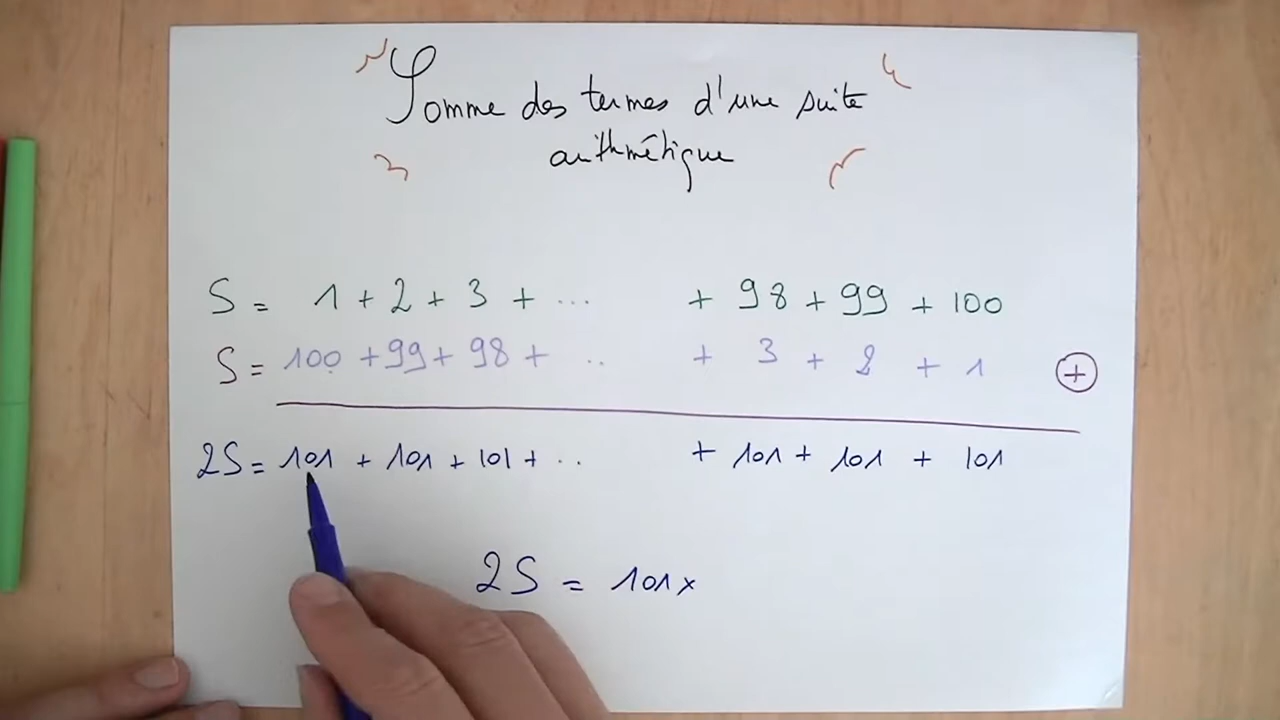 Somme des termes d'une suite
arithmétique
S = 1 + 2 + 3 + ... + 98 + 99 + 100
S = 100 + 99 + 98 + .. + 3 + 2 + 1 +
2S = 101 + 101 + 101 + .. + 101 + 101 + 101
2S = 101 x